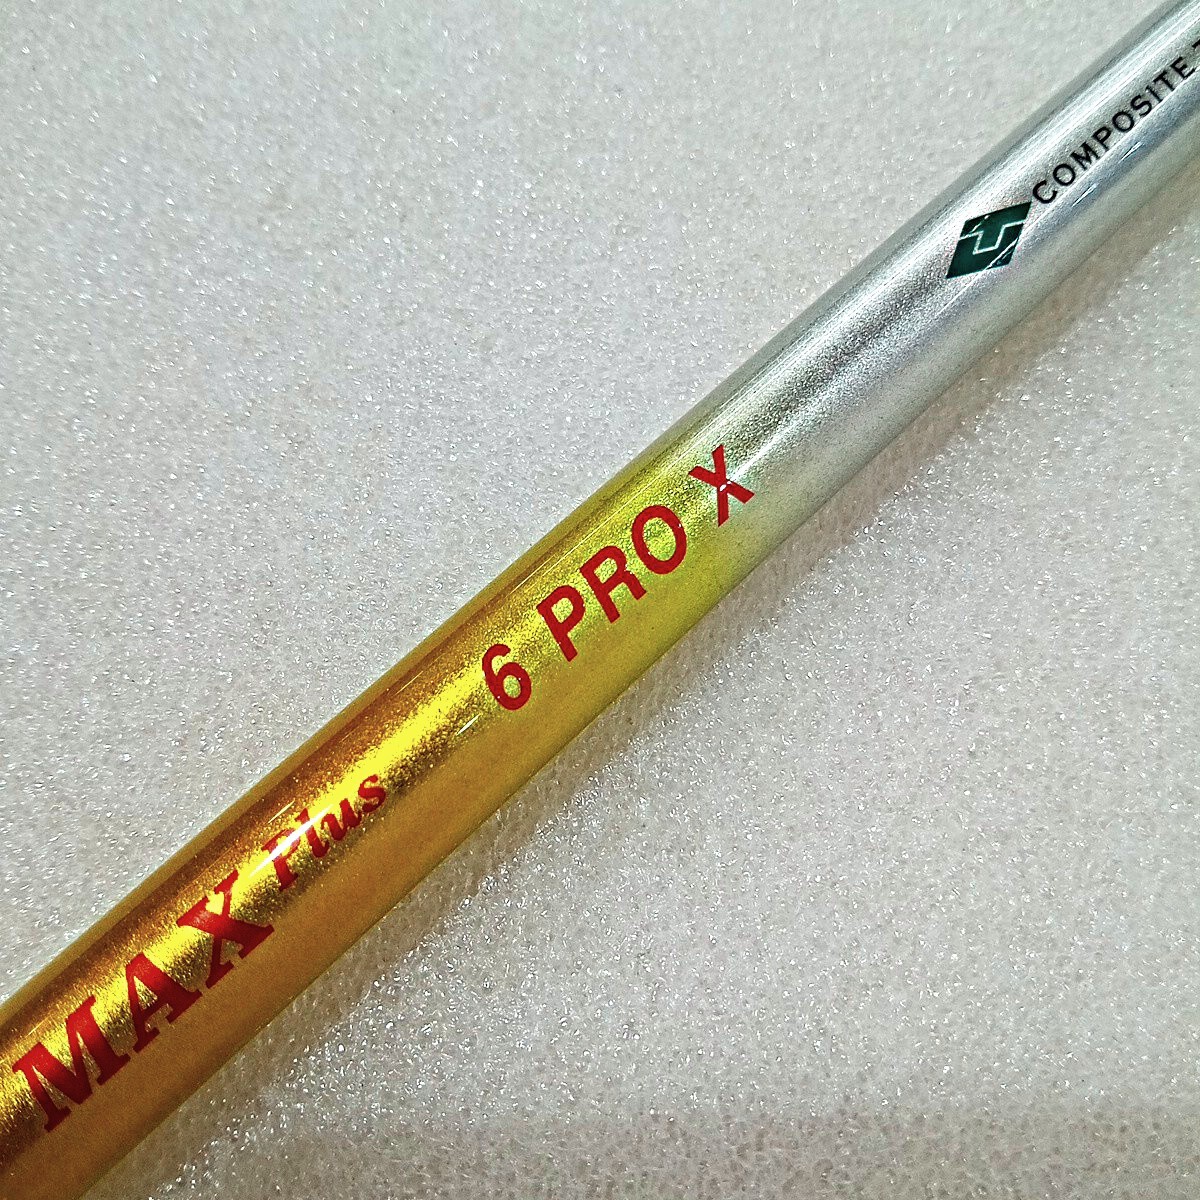 MAX Plus
6 PRO X
COMPOSITE